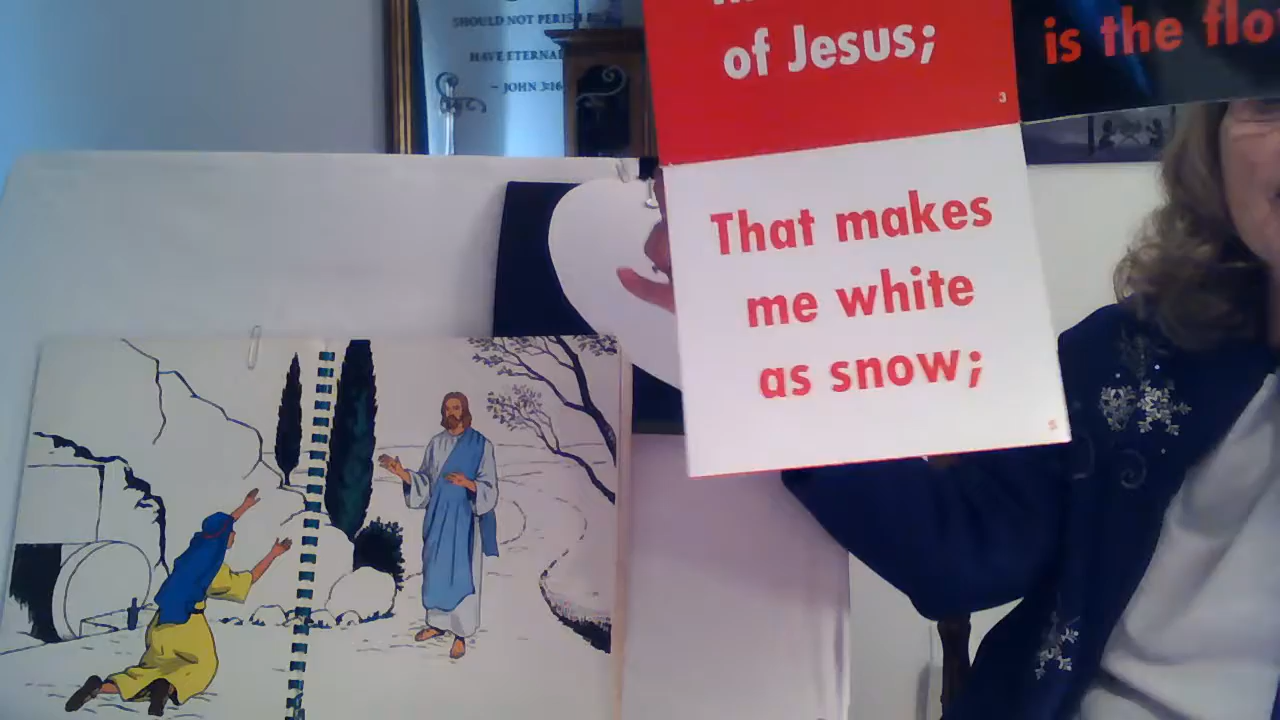 SHOULD NOT PERISH
HAVE ETERNAL
~ JOHN 3:16
of Jesus;
3
is the
That makes
me white
as snow;